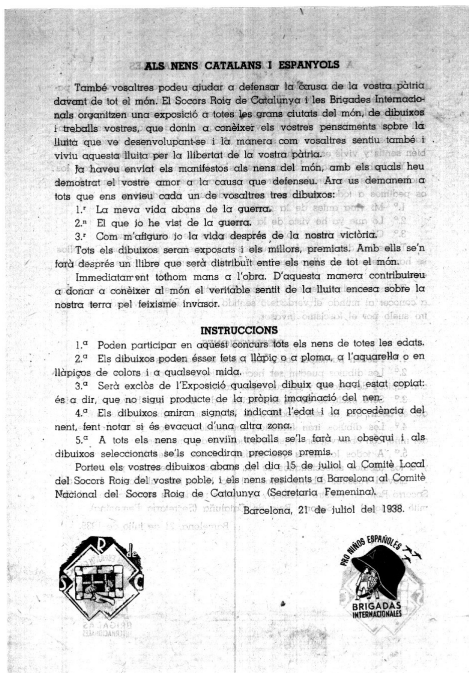 ALS NENS CATALANS I ESPANYOLS
També vosaltres podeu ajudar a defensar la causa de la vostra pàtria
davant de tot el món. El Socors Roig de Catalunya i les Brigades Internacio-
nals organitzen una exposició a totes les grans ciutats del món, de dibuixos
i treballs vostres, que donin a conèixer els vostres pensaments sobre la
lluita que ve desenvolupant-se i la manera com vosaltres sentiu també i
viviu aquesta lluita per la llibertat de la vostra pàtria.
Ja haveu enviat els manifestos als nens del món, amb els quals heu
demostrat el vostre amor a la causa que defenseu. Ara us demanem a
tots que ens envieu cada un de vosaltres tres dibuixos:
1.r La meva vida abans de la guerra.
2.n El que jo he vist de la guerra.
3.r Com m'afiguro jo la vida després de la nostra victòria.
Tots els dibuixos seran exposats i els millors, premiats. Amb ells se'n
farà després un llibre que serà distribuït entre els nens de tot el món.
Immediatament tothom mans a l'obra. D'aquesta manera contribuireu
a donar a conèixer al món el veritable sentit de la lluita encesa sobre la
nostra terra pel feixisme invasor.
INSTRUCCIONS
1.ª Poden participar en aquest concurs tots els nens de totes les edats.
2.ª Els dibuixos poden ésser fets a llàpiç o a ploma, a l'aquarel·la o en
llàpiços de colors i a qualsevol mida.
3.ª Serà exclòs de l'Exposició qualsevol dibuix que hagi estat copiat:
és a dir, que no sigui producte de la pròpia imaginació del nen.
4.ª Els dibuixos aniran signats, indicant l'edat i la procedència del
nent, fent notar si és evacuat d'una altra zona.
5.ª A tots els nens que enviïn treballs se'ls farà un obsequi i als
dibuixos seleccionats se'ls concediran preciosos premis.
Porteu els vostres dibuixos abans del dia 15 de juliol al Comitè Local
del Socors Roig del vostre poble, i els nens residents a Barcelona al Comitè
Nacional del Socors Roig de Catalunya (Secretaria Femenina).
Barcelona, 21 de juliol del 1938.
S R de C
PRO NIÑOS ESPAÑOLES
BRIGADAS
INTERNACIONALES